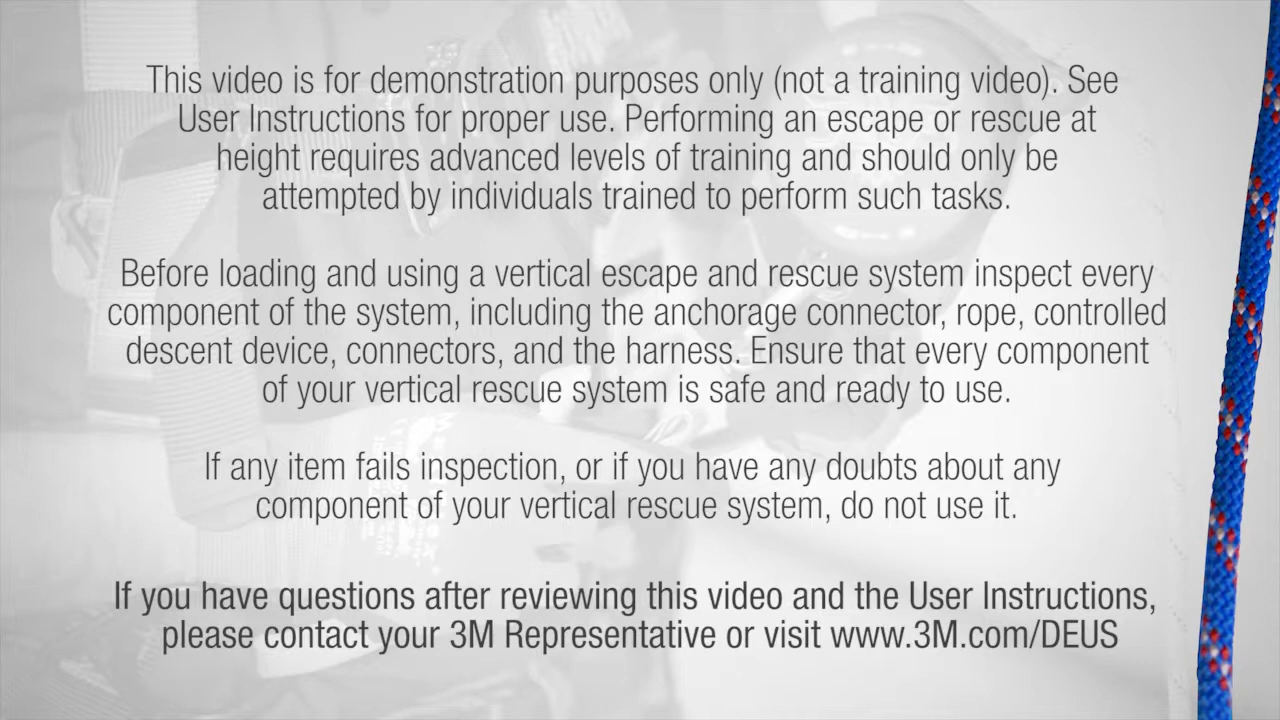 This video is for demonstration purposes only (not a training video). See
User Instructions for proper use. Performing an escape or rescue at
height requires advanced levels of training and should only be
attempted by individuals trained to perform such tasks.
Before loading and using a vertical escape and rescue system inspect every
component of the system, including the anchorage connector, rope, controlled
descent device, connectors, and the harness. Ensure that every component
of your vertical rescue system is safe and ready to use.
If any item fails inspection, or if you have any doubts about any
component of your vertical rescue system, do not use it.
If you have questions after reviewing this video and the User Instructions,
please contact your 3M Representative or visit www.3M.com/DEUS